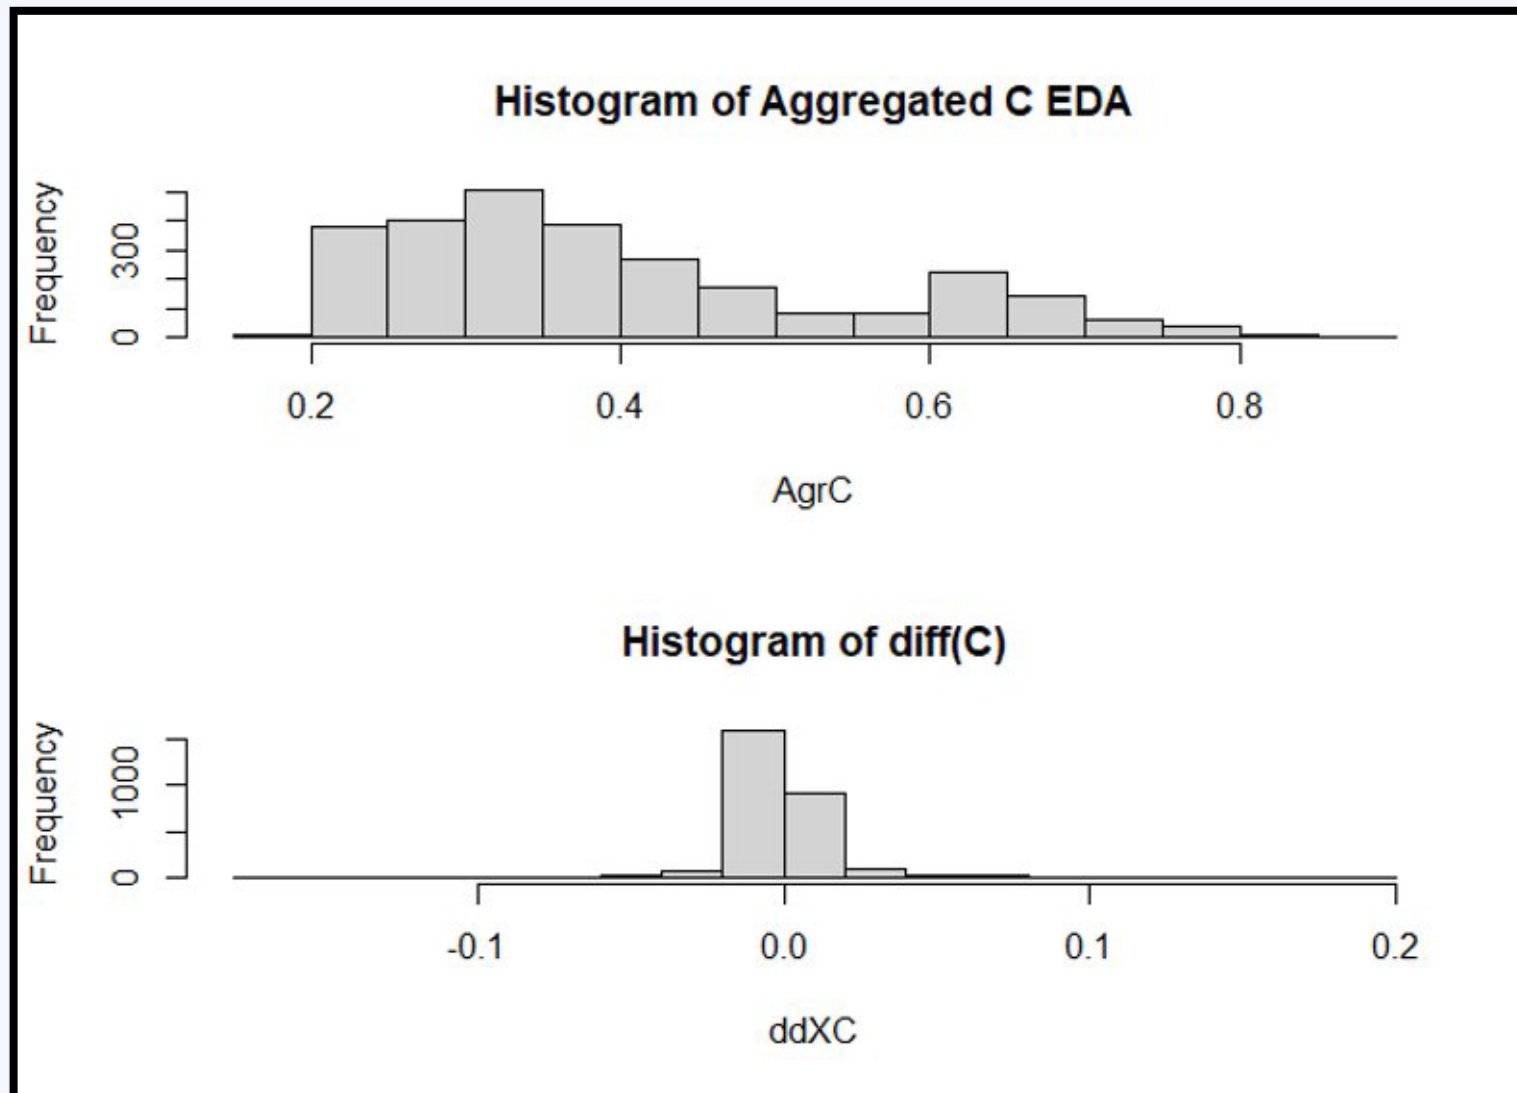 Histogram of Aggregated C EDA
Frequency
0
300
0.2 0.4 0.6 0.8
AgrC
Histogram of diff(C)
Frequency
0
1000
-0.1 0.0 0.1 0.2
ddXC